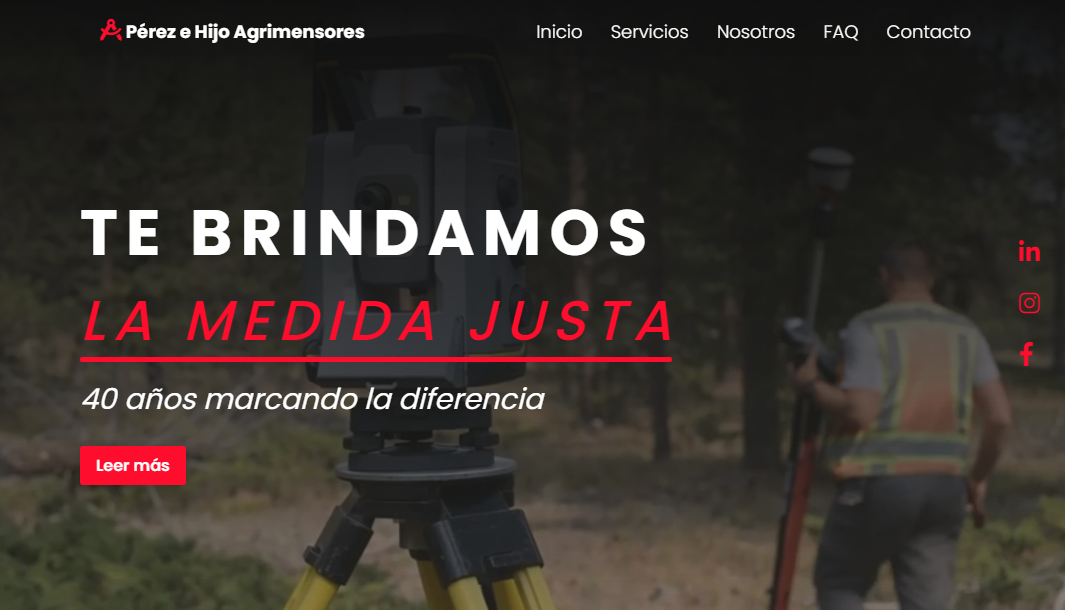 Pérez e Hijo Agrimensores
Inicio Servicios Nosotros FAQ Contacto
TE BRINDAMOS
LA MEDIDA JUSTA
40 años marcando la diferencia
Leer más